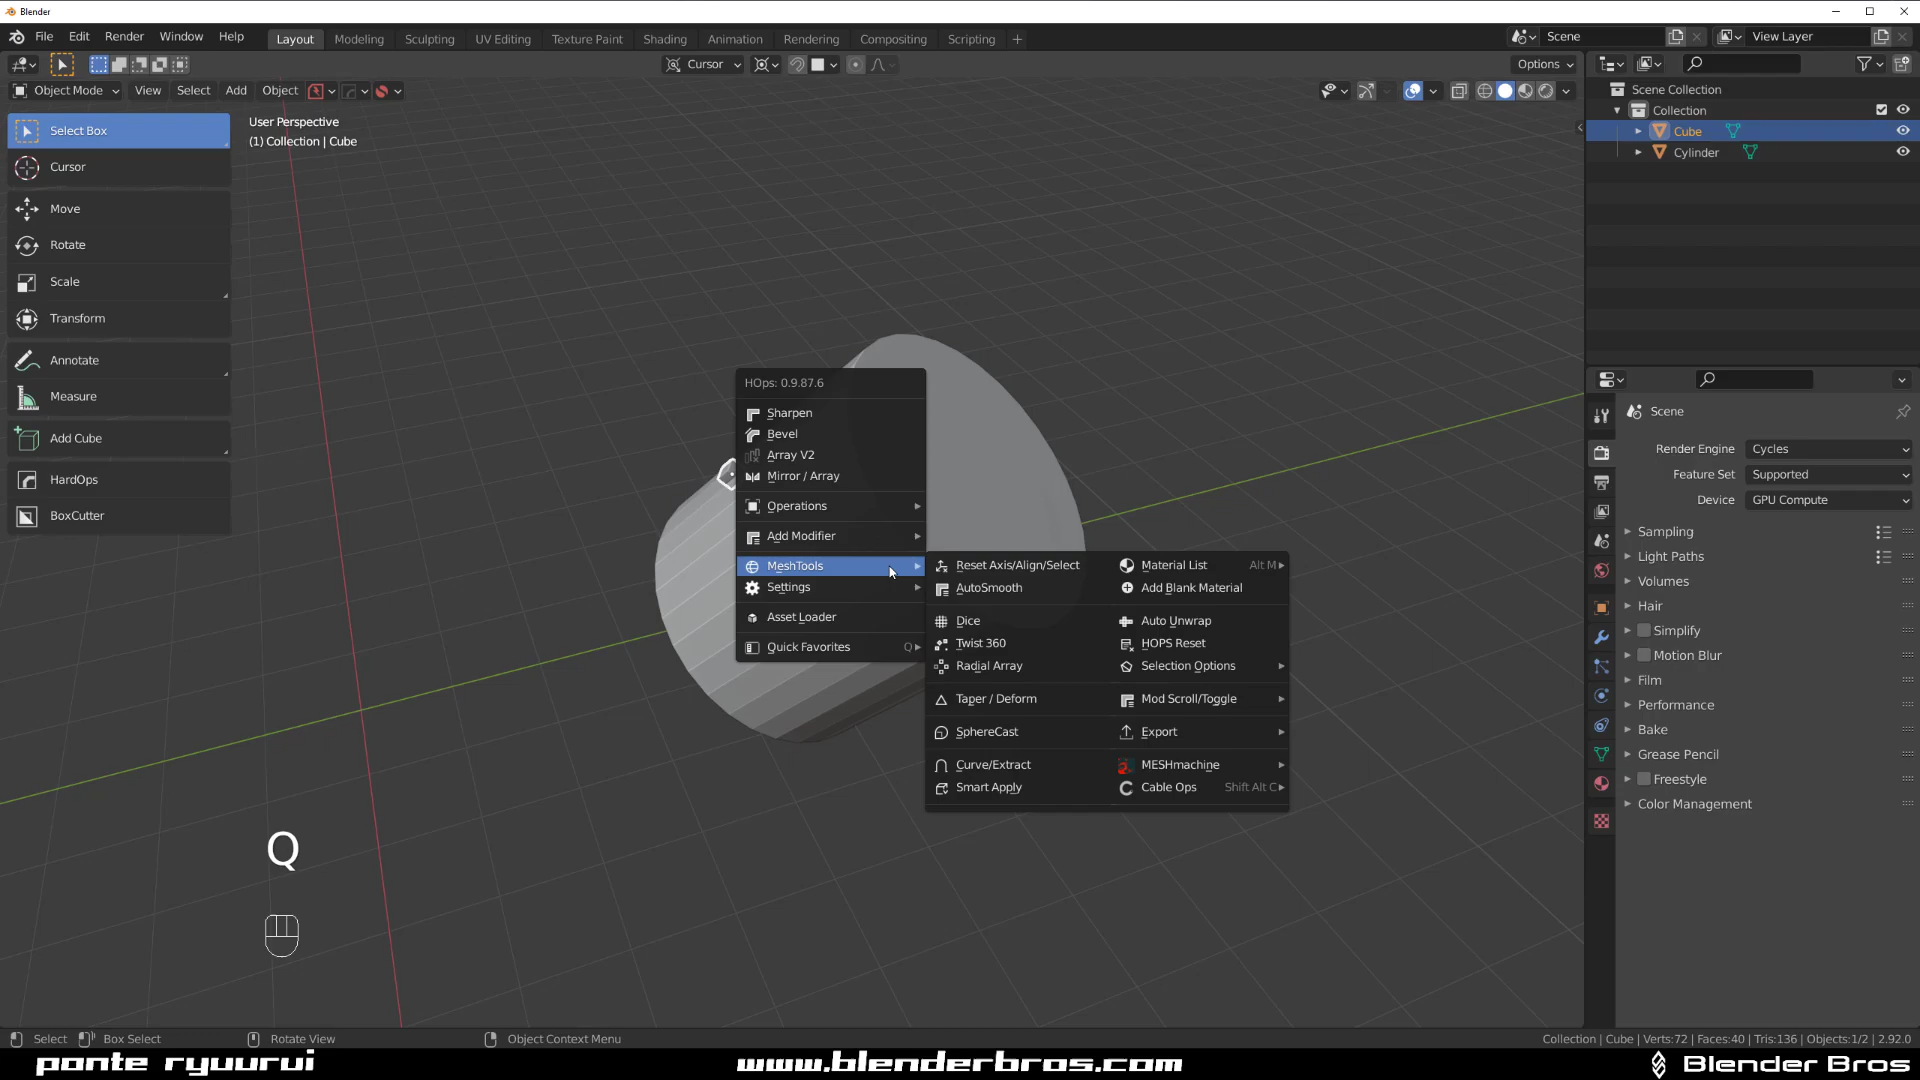 Blender
File Edit Render Window Help Layout Modeling Sculpting UV Editing Texture Paint Shading Animation Rendering Compositing Scripting + Scene View Layer
Cursor Options
Object Mode View Select Add Object
User Perspective
(1) Collection | Cube
Select Box
Cursor
Move
Rotate
Scale
Transform
Annotate
Measure
Add Cube
HardOps
BoxCutter
HOps: 0.9.87.6
Sharpen
Bevel
Array V2
Mirror / Array
Operations
Add Modifier
MeshTools
Settings
Asset Loader
Quick Favorites Q
Reset Axis/Align/Select Material List Alt M
AutoSmooth Add Blank Material
Dice Auto Unwrap
Twist 360 HOPS Reset
Radial Array Selection Options
Taper / Deform Mod Scroll/Toggle
SphereCast Export
Curve/Extract MESHmachine
Smart Apply Cable Ops Shift Alt C
Scene Collection
Collection
Cube
Cylinder
Scene
Render Engine Cycles
Feature Set Supported
Device GPU Compute
Sampling
Light Paths
Volumes
Hair
Simplify
Motion Blur
Film
Performance
Bake
Grease Pencil
Freestyle
Color Management
Q
Select Box Select Rotate View Object Context Menu Collection | Cube | Verts:72 | Faces:40 | Tris:136 | Objects:1/2 | 2.92.0
ponte ryuurui www.blenderbros.com Blender Bros